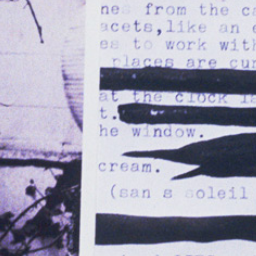 nes from the ca
acets, like an e
es to work with
places are cur
at the clock la
t.
he window.
cream.
(san s soleil